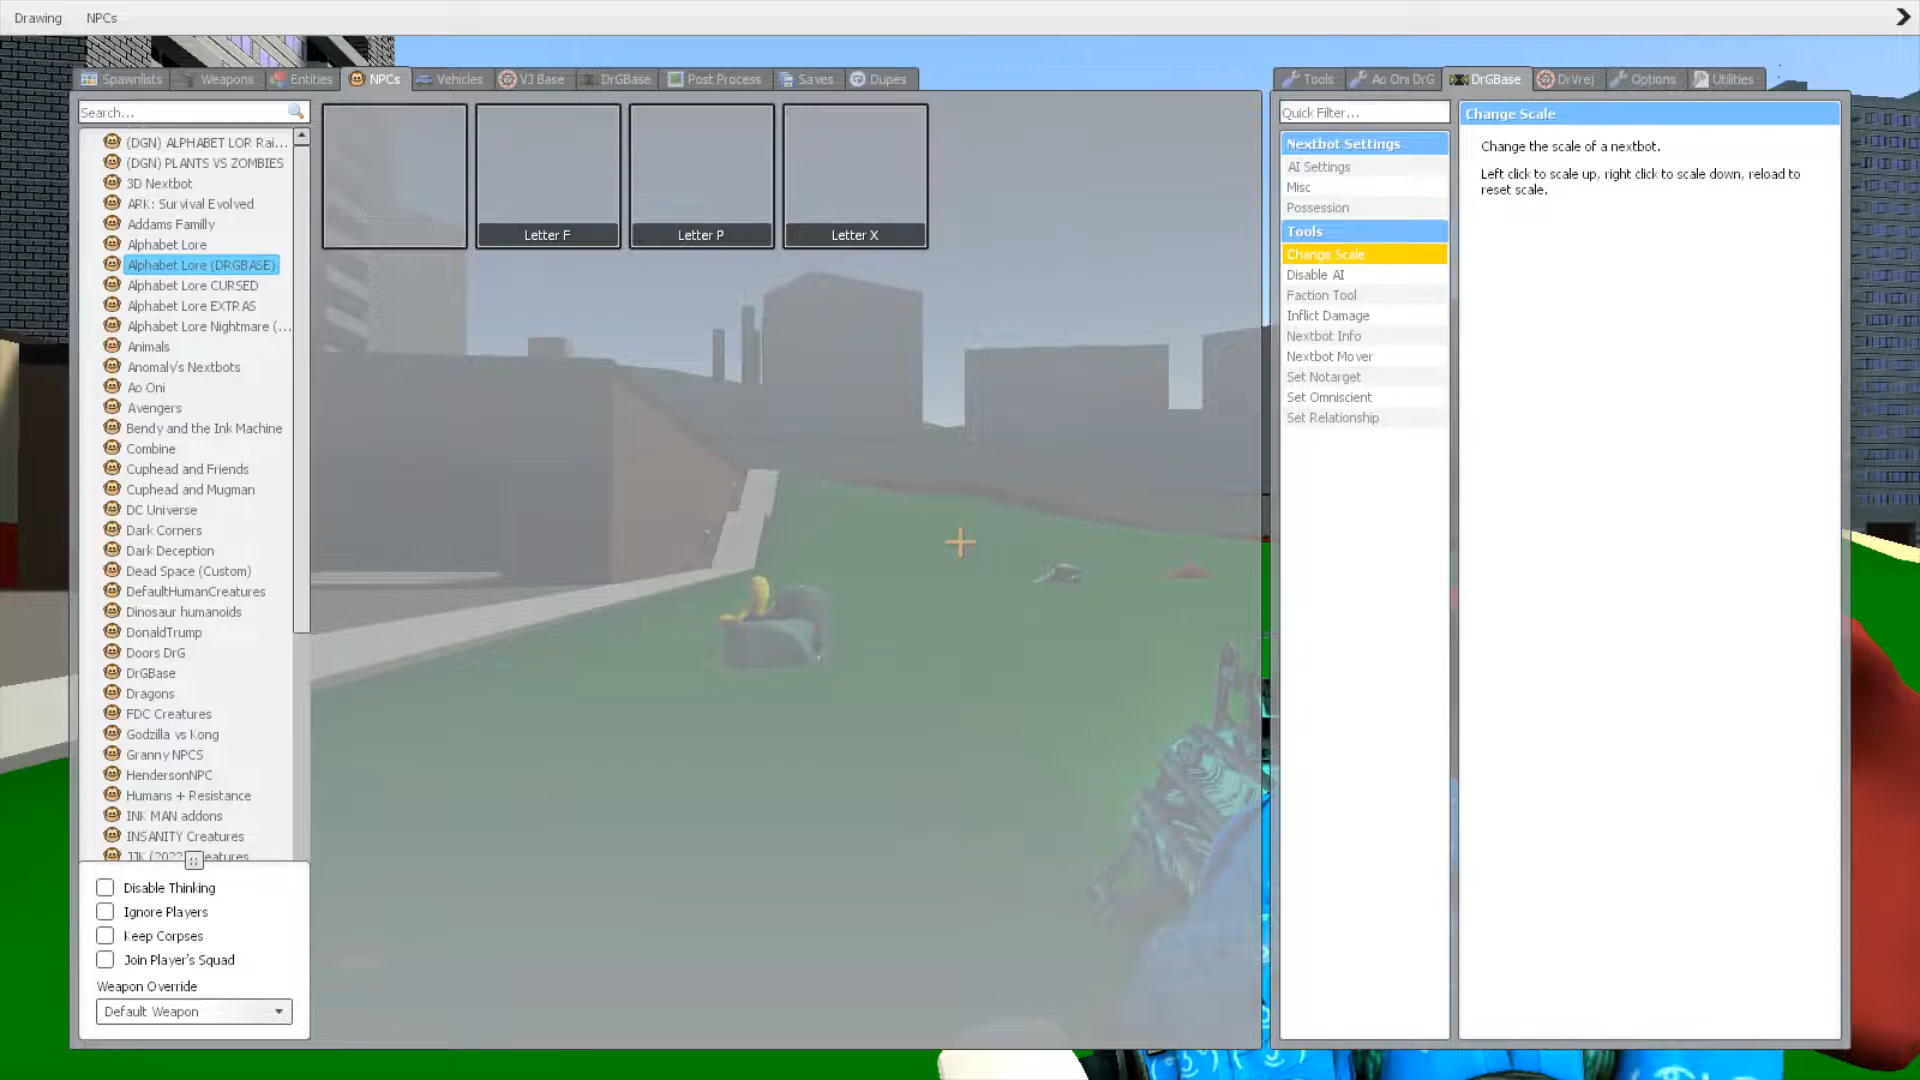 Drawing NPCs
Spawnlists Weapons Entities NPCs Vehicles VJ Base DrGBase Post Process Saves Dupes
Search...
(DGN) ALPHABET LOR Rai...
(DGN) PLANTS VS ZOMBIES
3D Nextbot
ARK: Survival Evolved
Addams Familly
Alphabet Lore
Alphabet Lore (DRGBASE)
Alphabet Lore CURSED
Alphabet Lore EXTRAS
Alphabet Lore Nightmare (...
Animals
Anomaly's Nextbots
Ao Oni
Avengers
Bendy and the Ink Machine
Combine
Cuphead and Friends
Cuphead and Mugman
DC Universe
Dark Corners
Dark Deception
Dead Space (Custom)
DefaultHumanCreatures
Dinosaur humanoids
DonaldTrump
Doors DrG
DrGBase
Dragons
FDC Creatures
Godzilla vs Kong
Granny NPCS
HendersonNPC
Humans + Resistance
INK MAN addons
INSANITY Creatures
Disable Thinking
Ignore Players
Keep Corpses
Join Player's Squad
Weapon Override
Default Weapon
Letter F
Letter P
Letter X
Tools Ao Oni DrG DrGBase DrVrej Options Utilities
Quick Filter...
Nextbot Settings
AI Settings
Misc
Possession
Tools
Change Scale
Disable AI
Faction Tool
Inflict Damage
Nextbot Info
Nextbot Mover
Set Notarget
Set Omniscient
Set Relationship
Change Scale
Change the scale of a nextbot.
Left click to scale up, right click to scale down, reload to
reset scale.